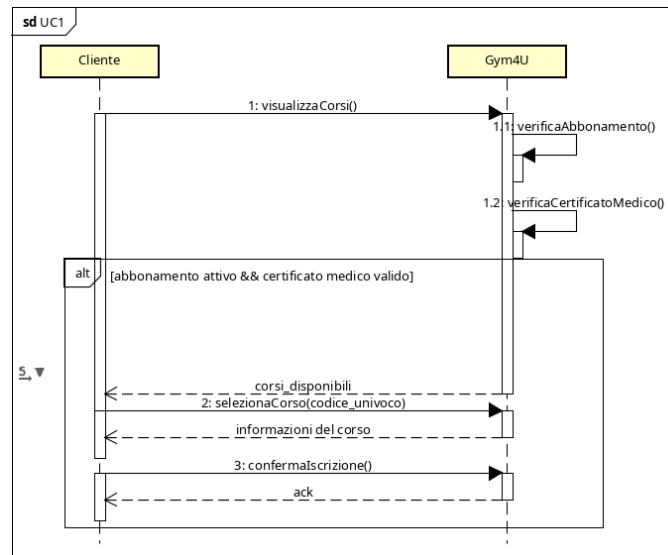 sd UC1
Cliente
Gym4U
1: visualizzaCorsi()
1.1: verificaAbbonamento()
1.2: verificaCertificatoMedico()
alt
[abbonamento attivo && certificato medico valido]
corsi_disponibili
2: selezionaCorso(codice_univoco)
informazioni del corso
3: confermaIscrizione()
ack